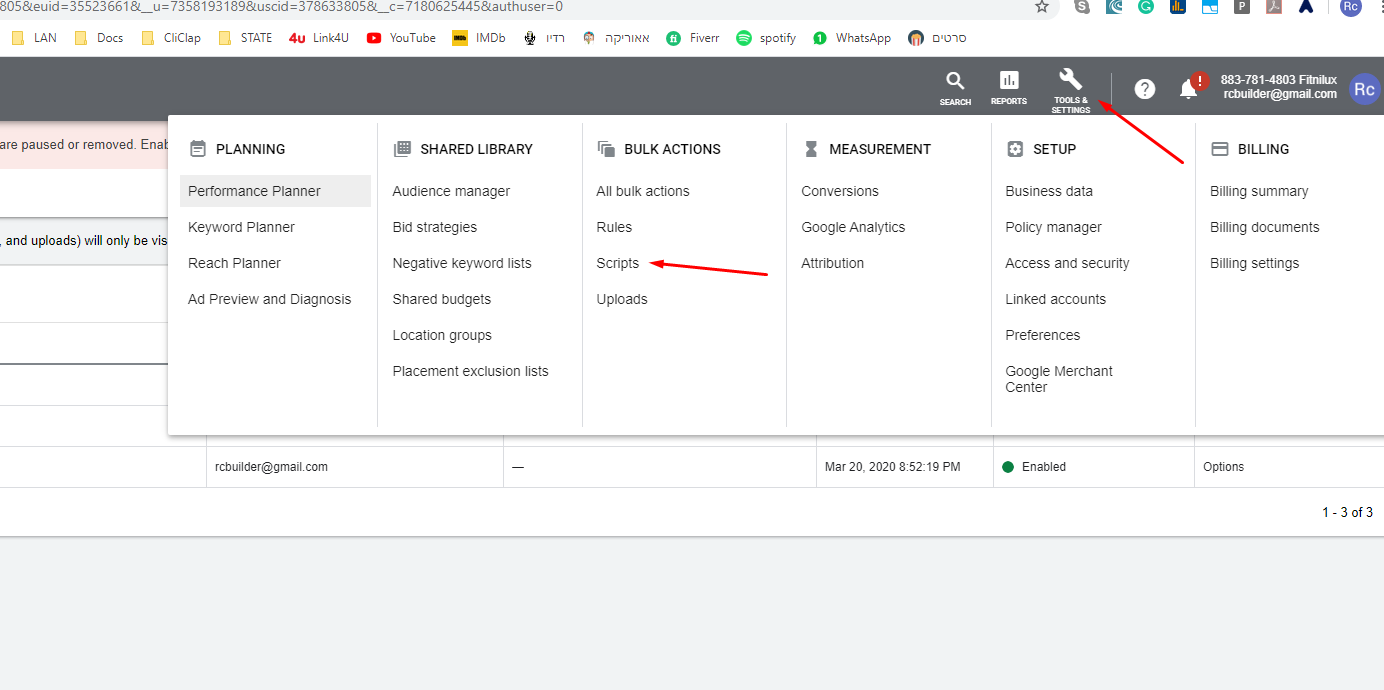 805&euid=35523661&__u=7358193189&uscid=378633805&__c=7180625445&authuser=0
Rc
LAN Docs CliClap STATE 4u Link4U YouTube IMDb רדיו אאוריקה fi Fiverr spotify 1 WhatsApp סרטים
SEARCH
REPORTS
TOOLS &
SETTINGS
?
!
883-781-4803 Fitnilux
rcbuilder@gmail.com
Rc
are paused or removed. Enab
, and uploads) will only be vis
PLANNING
Performance Planner
Keyword Planner
Reach Planner
Ad Preview and Diagnosis
SHARED LIBRARY
Audience manager
Bid strategies
Negative keyword lists
Shared budgets
Location groups
Placement exclusion lists
BULK ACTIONS
All bulk actions
Rules
Scripts
Uploads
MEASUREMENT
Conversions
Google Analytics
Attribution
SETUP
Business data
Policy manager
Access and security
Linked accounts
Preferences
Google Merchant
Center
BILLING
Billing summary
Billing documents
Billing settings
rcbuilder@gmail.com — Mar 20, 2020 8:52:19 PM Enabled Options
1 - 3 of 3